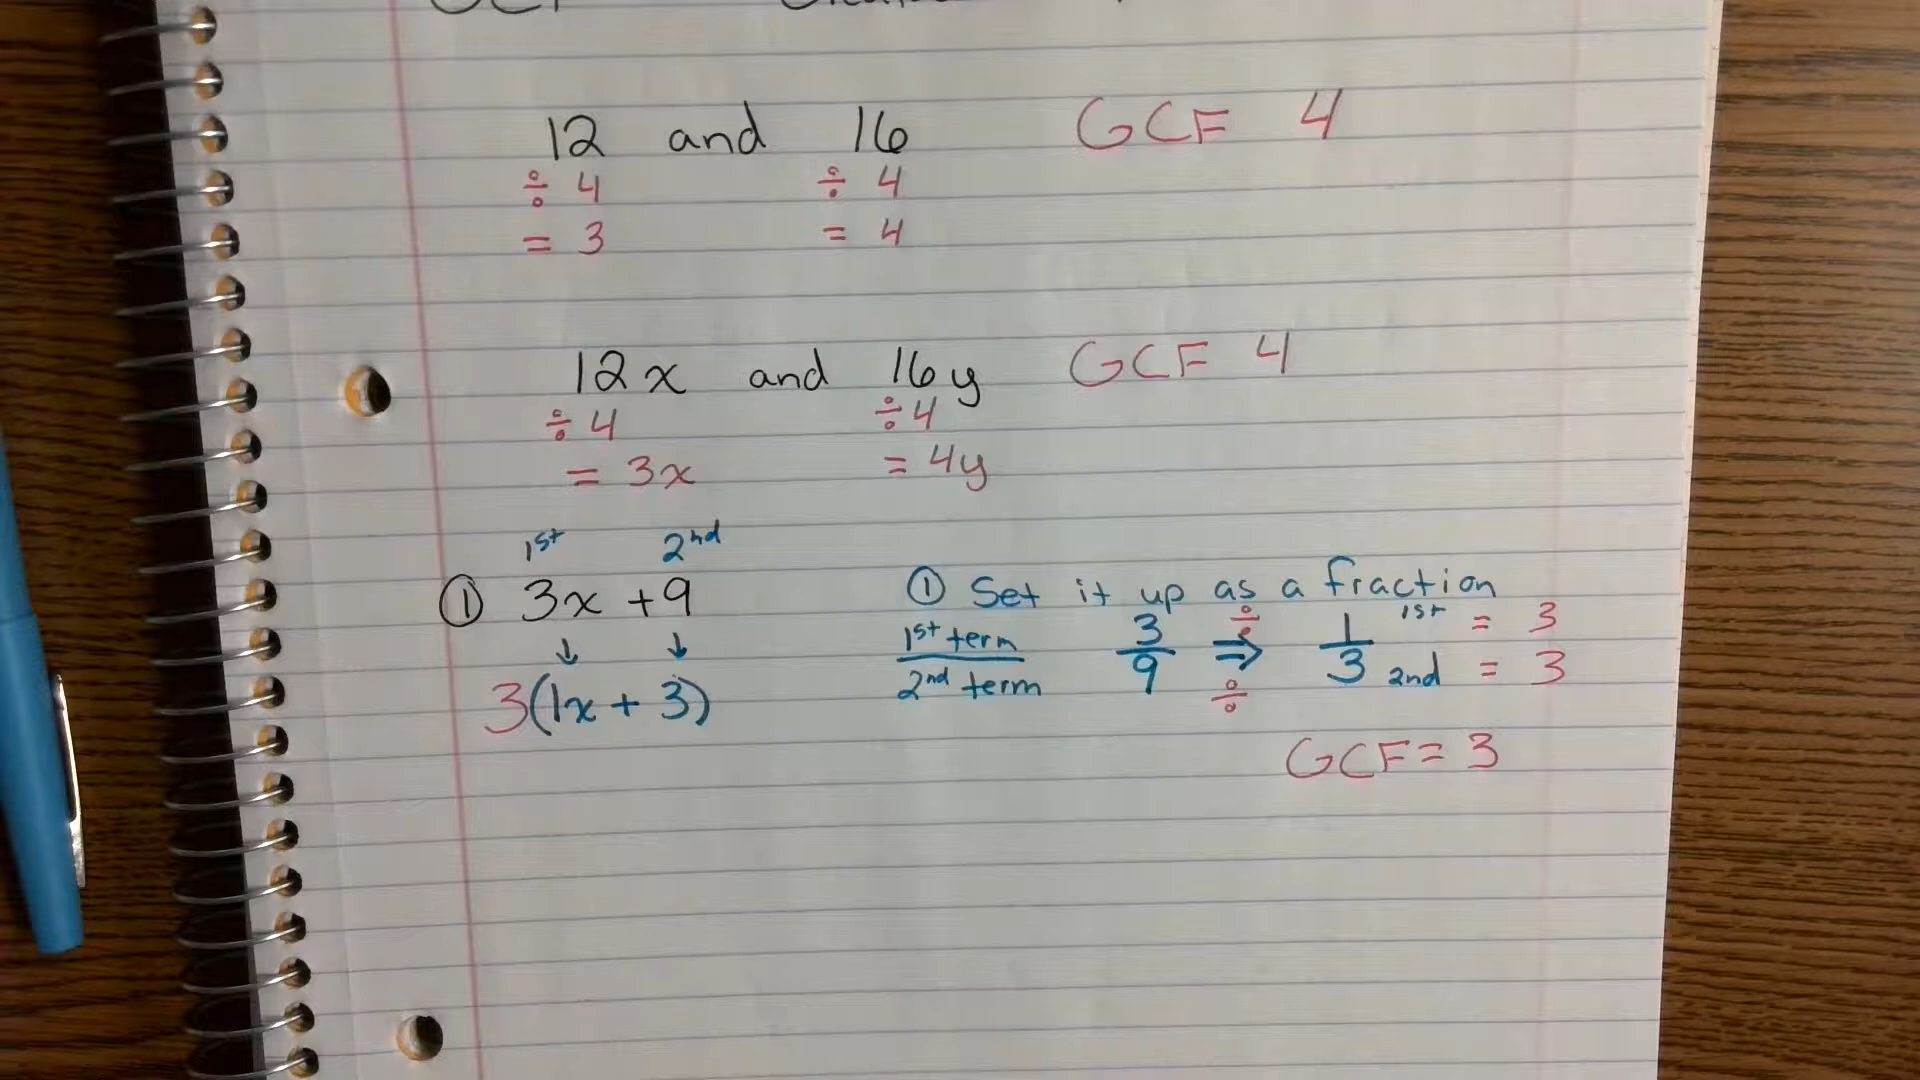 12 and 16 GCF 4
÷ 4 ÷ 4
= 3 = 4
12x and 16y GCF 4
÷ 4 ÷ 4
= 3x = 4y
1st 2nd
① 3x + 9
↓ ↓
3(1x + 3)
① Set it up as a fraction
1st term / 2nd term 3/9 ÷ ⇒ ÷ 1/3 1st = 3
2nd = 3
GCF = 3